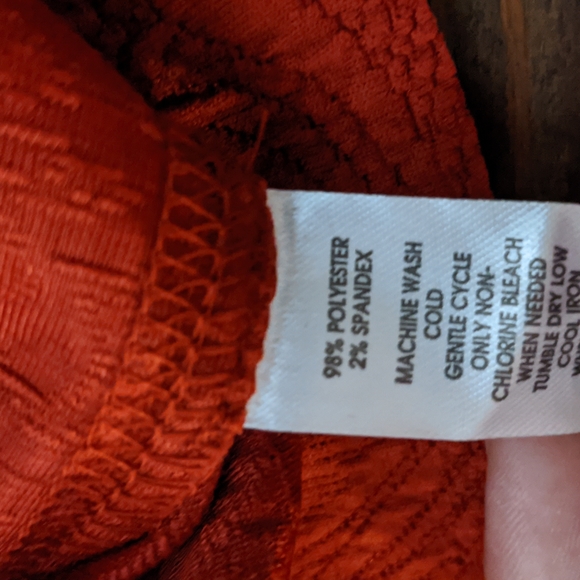 98% POLYESTER
2% SPANDEX
MACHINE WASH
COLD
GENTLE CYCLE
ONLY NON-
CHLORINE BLEACH
WHEN NEEDED
TUMBLE DRY LOW
COOL IRON